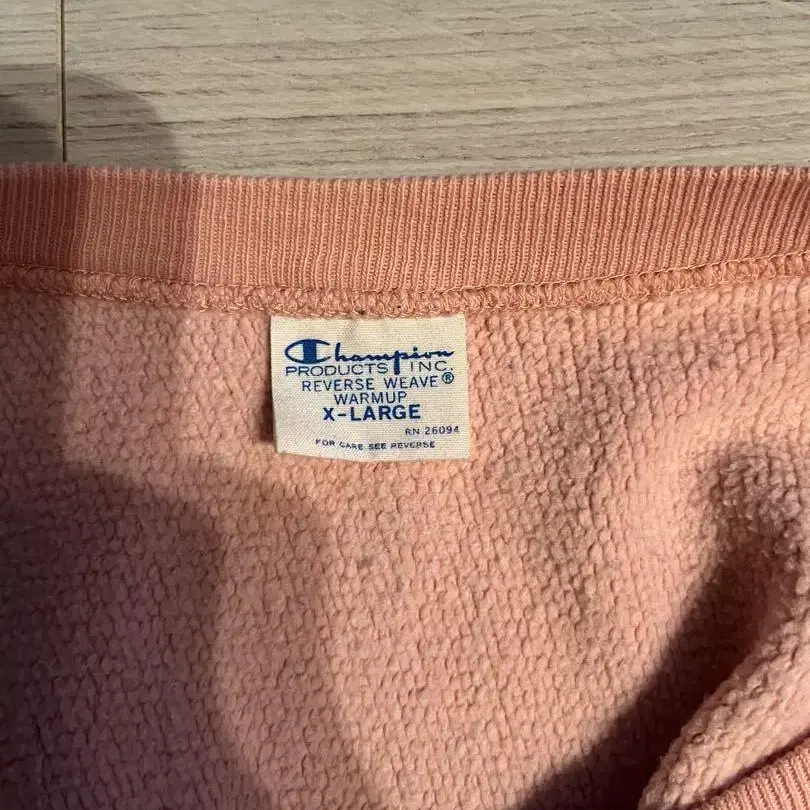 Champion
PRODUCTS INC.
REVERSE WEAVE®
WARMUP
X-LARGE
RN 26094
FOR CARE SEE REVERSE